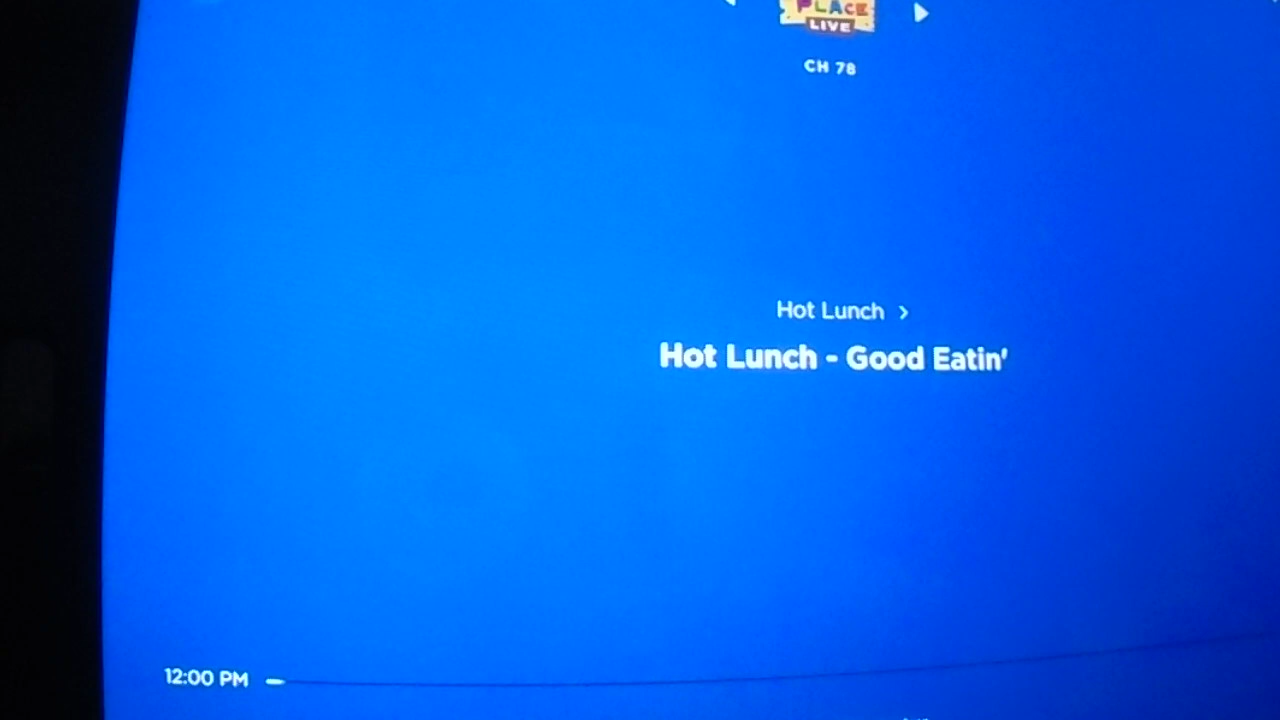 PLACE
LIVE
CH 78
Hot Lunch >
Hot Lunch - Good Eatin'
12:00 PM